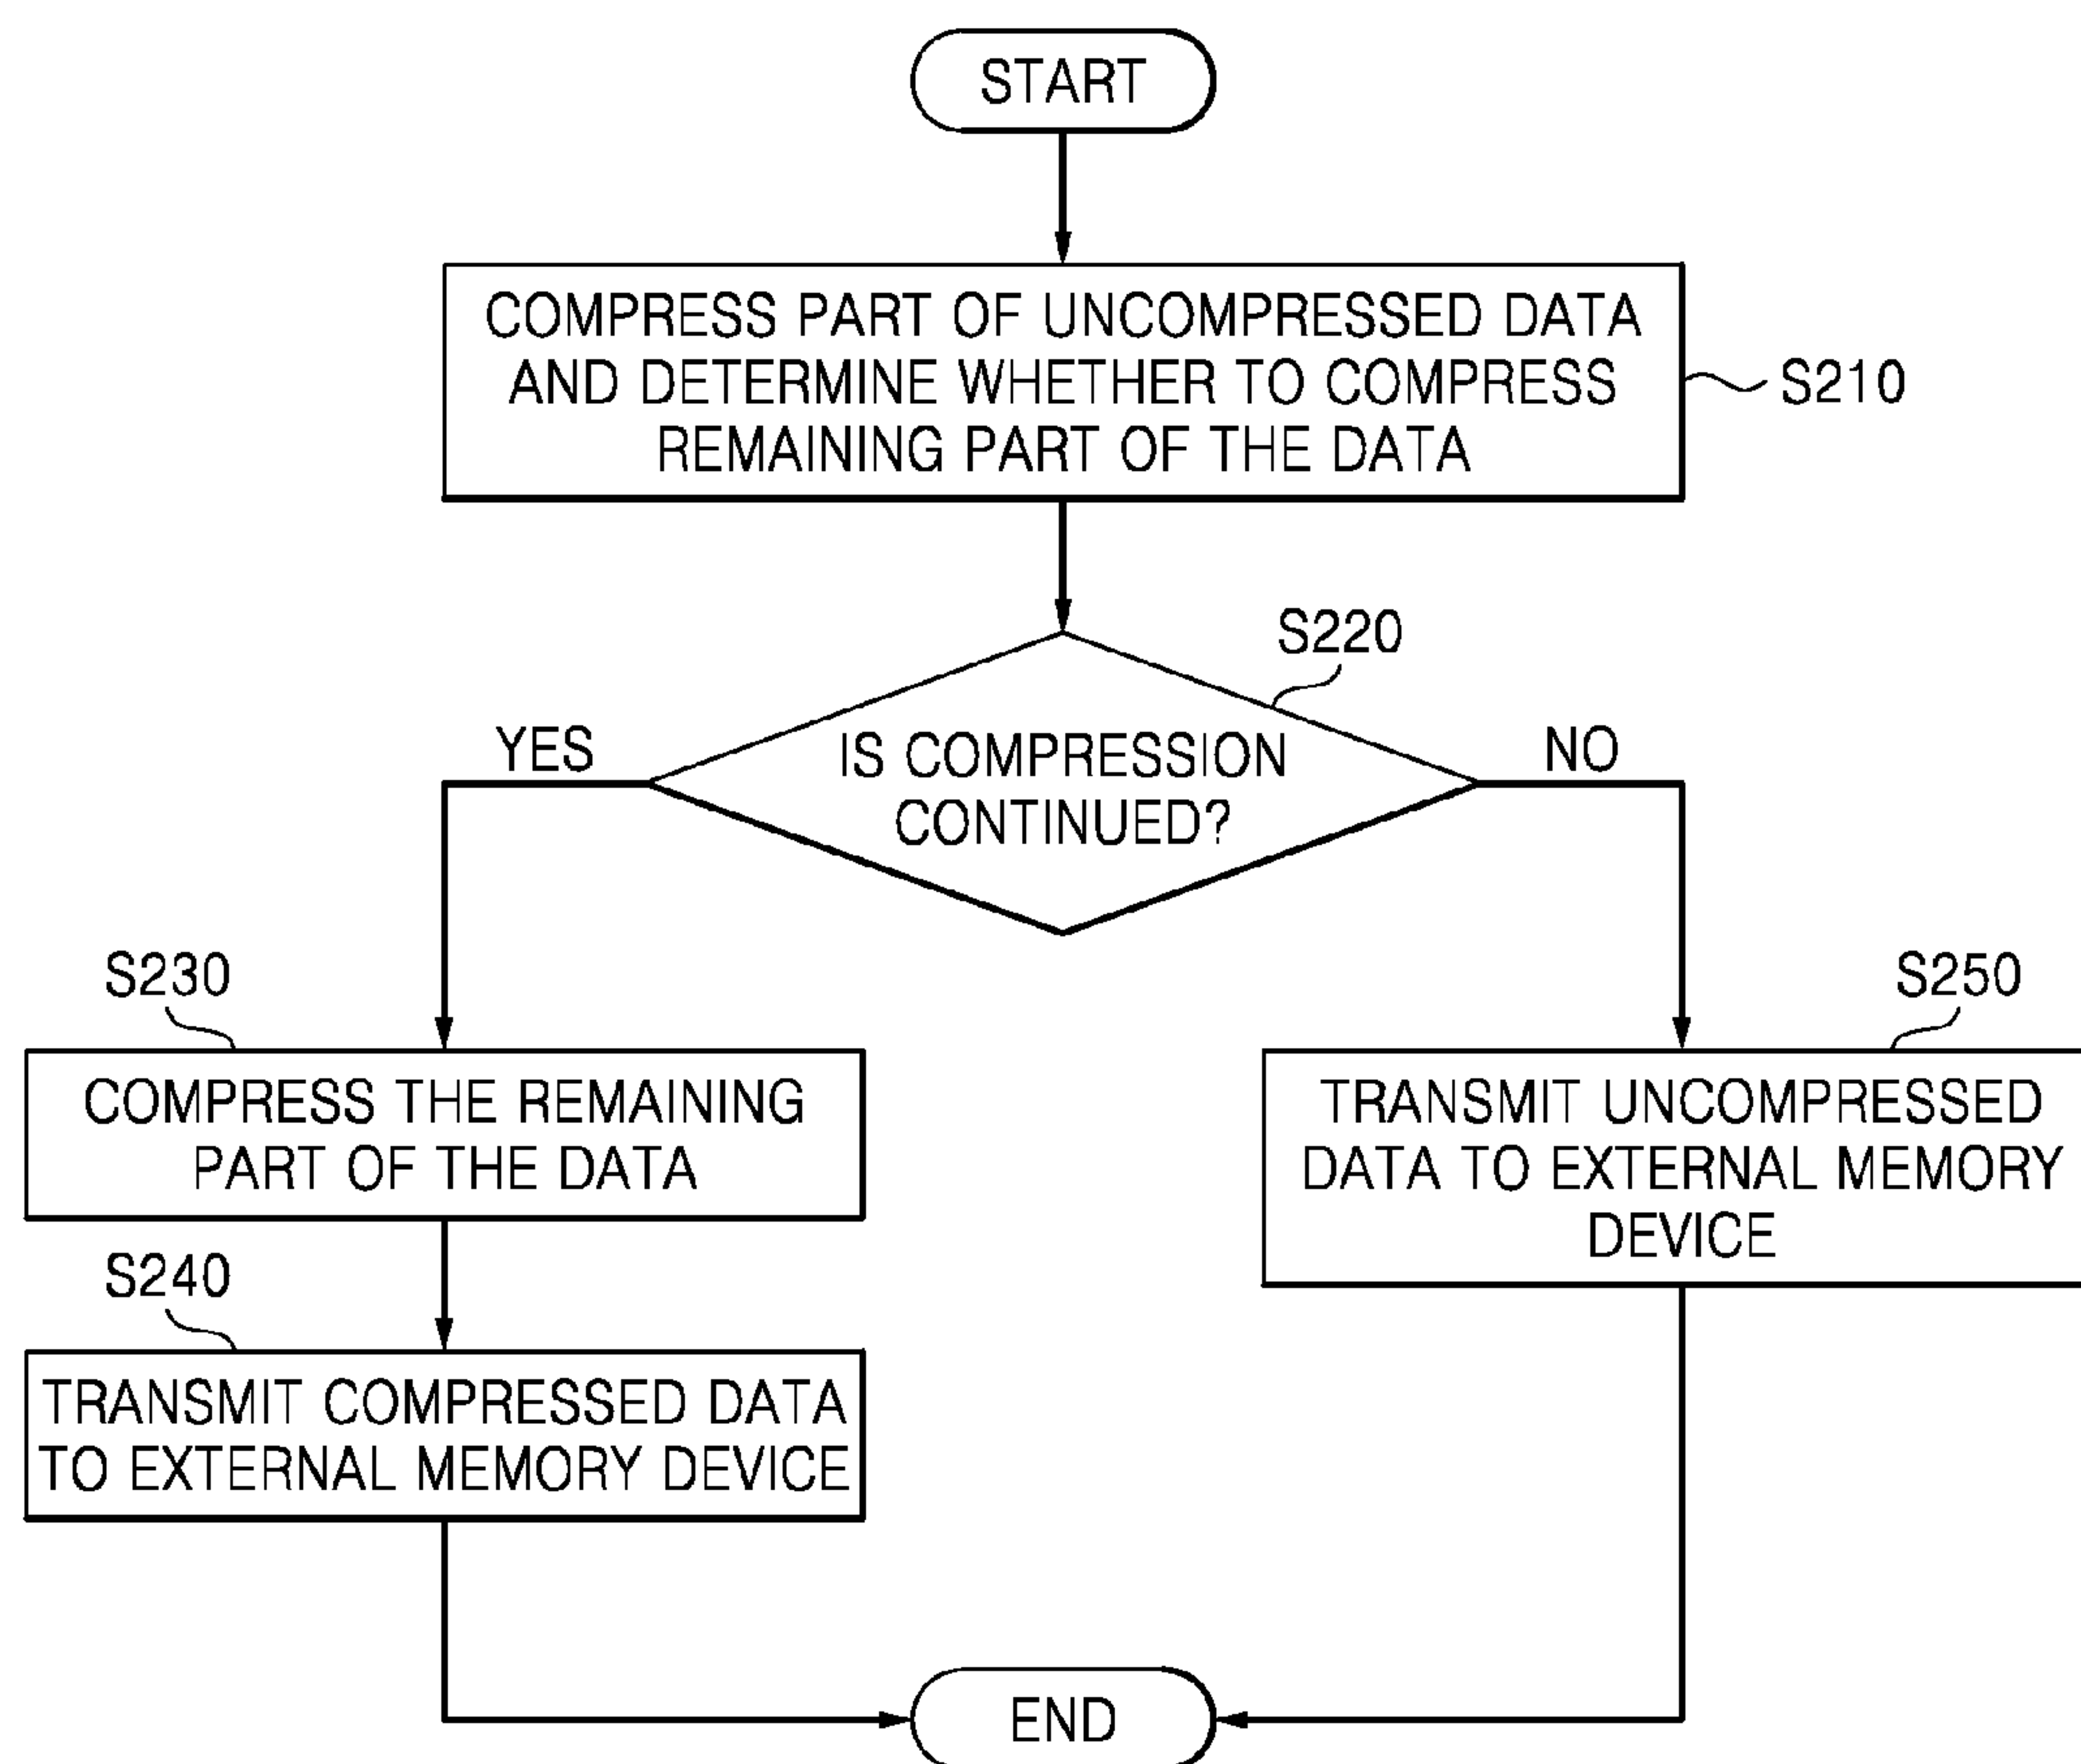 START
COMPRESS PART OF UNCOMPRESSED DATA
AND DETERMINE WHETHER TO COMPRESS
REMAINING PART OF THE DATA
S210
S220
IS COMPRESSION
CONTINUED?
YES
NO
S230
COMPRESS THE REMAINING
PART OF THE DATA
S250
TRANSMIT UNCOMPRESSED
DATA TO EXTERNAL MEMORY
DEVICE
S240
TRANSMIT COMPRESSED DATA
TO EXTERNAL MEMORY DEVICE
END